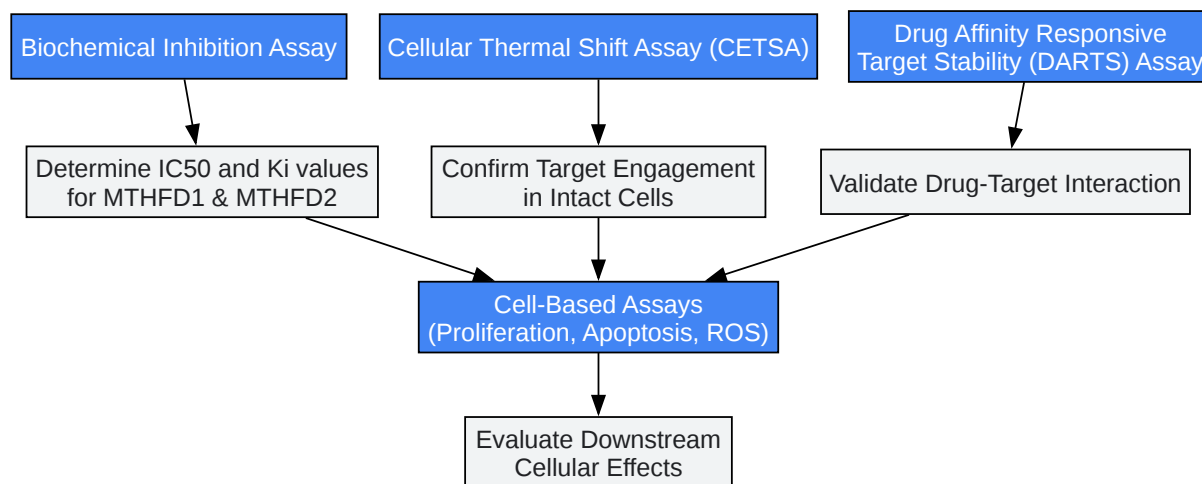 Biochemical Inhibition Assay
Cellular Thermal Shift Assay (CETSA)
Drug Affinity Responsive
Target Stability (DARTS) Assay
Determine IC50 and Ki values
for MTHFD1 & MTHFD2
Confirm Target Engagement
in Intact Cells
Validate Drug-Target Interaction
Cell-Based Assays
(Proliferation, Apoptosis, ROS)
Evaluate Downstream
Cellular Effects